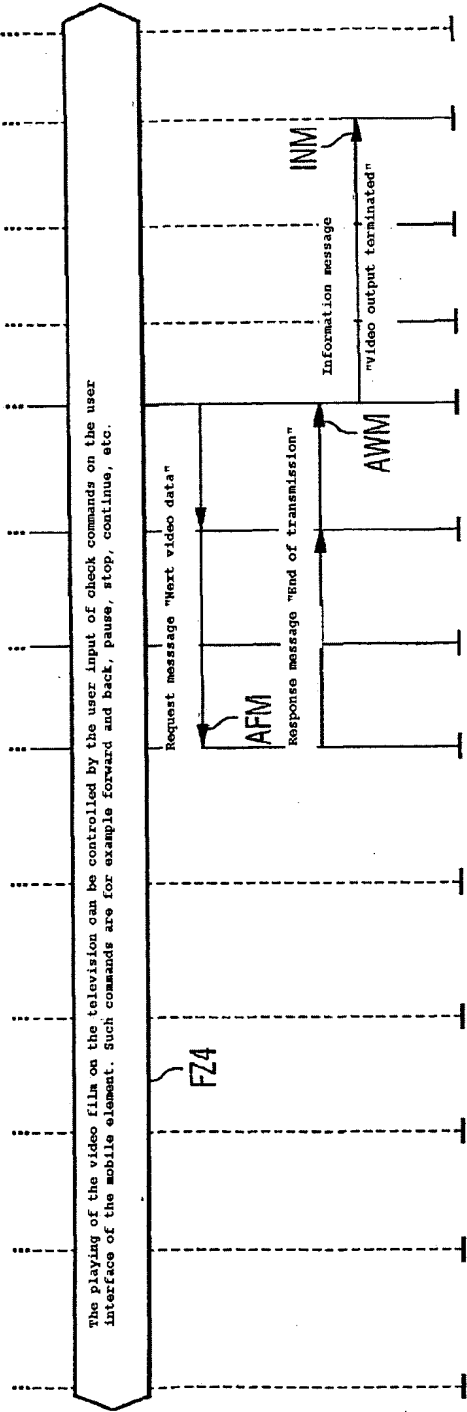 The playing of the video film on the television can be controlled by the user input of check commands on the user
interface of the mobile element. Such commands are for example forward and back, pause, stop, continue, etc.
FZ4
Request messsage "Next video data"
AFM
Response message "End of transmission"
AWM
Information message
"Video output terminated"
INM